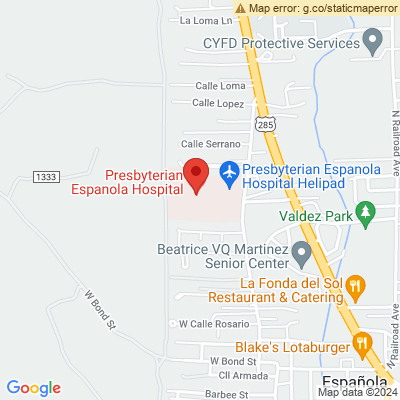 Map error: g.co/staticmaperror
La Loma Ln
CYFD Protective Services
Calle Loma
Calle Lopez
285
N Railroad Ave
Calle Serrano
1333
Presbyterian
Espanola Hospital
Presbyterian Espanola
Hospital Helipad
Valdez Park
Beatrice VQ Martinez
Senior Center
La Fonda del Sol
Restaurant & Catering
W Bond St
W Calle Rosario
N Railroad Ave
Blake's Lotaburger
W Bond St
Cll Armada
Española
Barbee St
Google
Map data ©2024